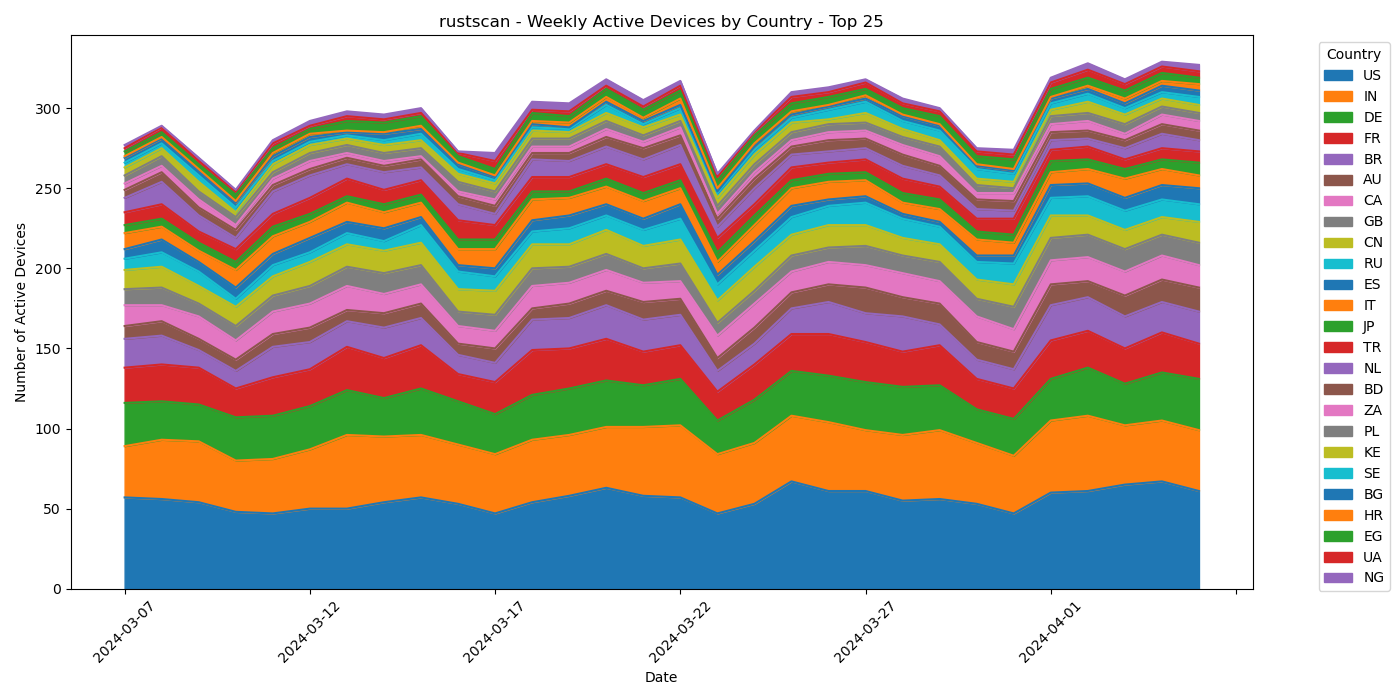 rustscan - Weekly Active Devices by Country - Top 25
Number of Active Devices
300
250
200
150
100
50
0
2024-03-07
2024-03-12
2024-03-17
2024-03-22
2024-03-27
2024-04-01
Date
Country
US
IN
DE
FR
BR
AU
CA
GB
CN
RU
ES
IT
JP
TR
NL
BD
ZA
PL
KE
SE
BG
HR
EG
UA
NG